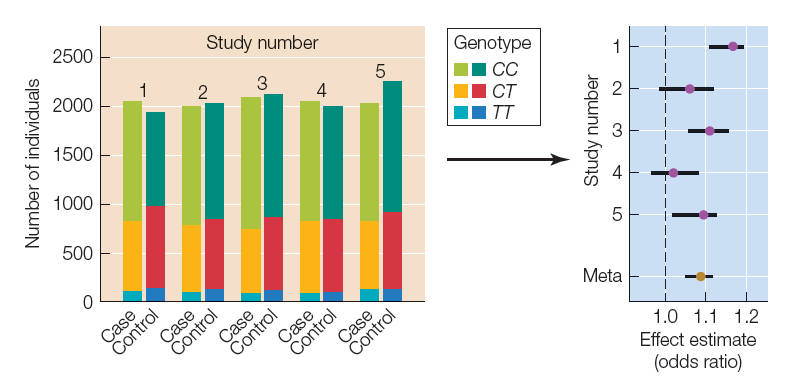 Study number
1
2
3
4
5
2500
2000
1500
1000
500
0
Number of individuals
Case
Control
Case
Control
Case
Control
Case
Control
Case
Control
Genotype
CC
CT
TT
Study number
1
2
3
4
5
Meta
1.0 1.1 1.2
Effect estimate
(odds ratio)